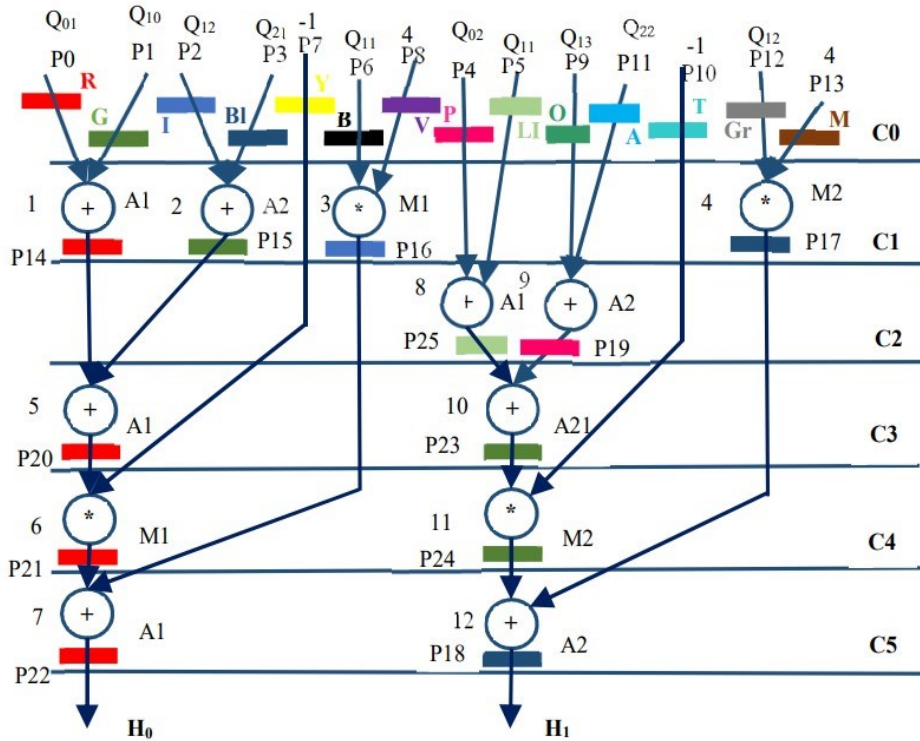 Q01 Q10 Q12 Q21 -1 Q11 4 Q02 Q11 Q13 Q22 -1 Q12 4
P0 P1 P2 P3 P7 P6 P8 P4 P5 P9 P11 P10 P12 P13
R G I Bl Y B V P LI O A T Gr M C0
1 + A1 2 + A2 3 * M1 4 * M2
P14 P15 P16 P17 C1
8 + A1 9 + A2
P25 P19 C2
5 + A1 10 + A21
P20 P23 C3
6 * M1 11 * M2
P21 P24 C4
7 + A1 12 + A2
P22 P18 C5
H0 H1